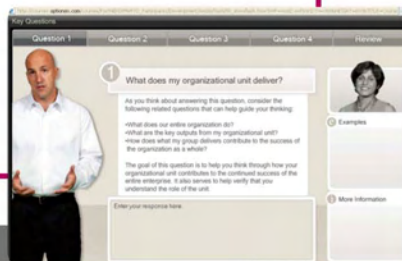 Key Questions
Question 1
Question 2
Question 3
Question 4
Review
1
What does my organizational unit deliver?
As you think about answering this question, consider the
following related questions that can help guide your thinking:
•What does our entire organization do?
•What are the key outputs from my organizational unit?
•How does what my group delivers contribute to the success of
the organization as a whole?
The goal of this question is to help you think through how your
organizational unit contributes to the continued success of the
entire enterprise. It also serves to help verify that you
understand the role of the unit.
Enter your response here.
Examples
More Information